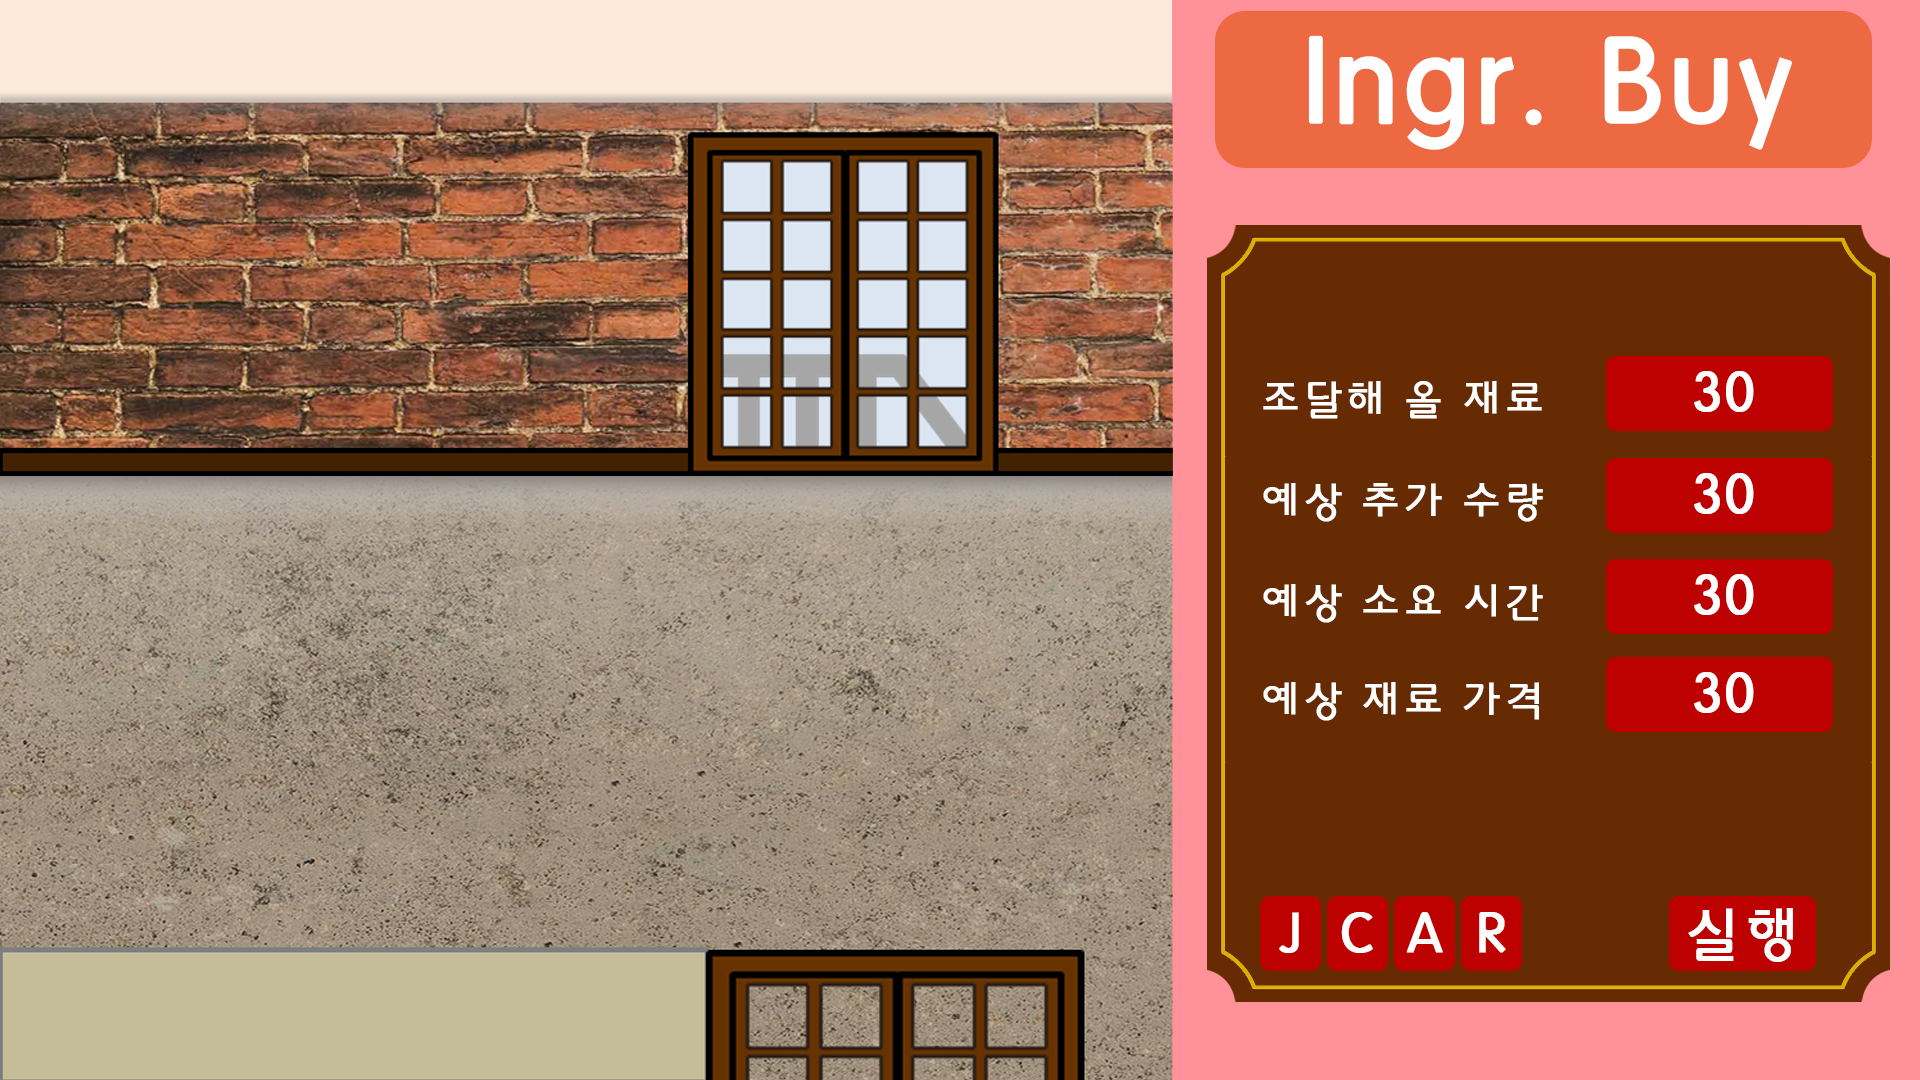 Ingr. Buy
조달해 올 재료 30
예상 추가 수량 30
예상 소요 시간 30
예상 재료 가격 30
J C A R 실행